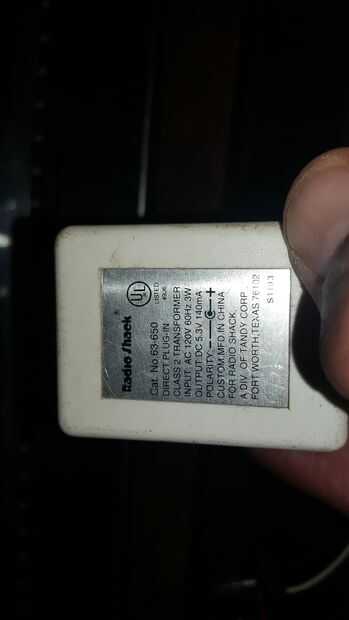 Radio Shack®
UL
LISTED
Cat. No 63-650
DIRECT PLUG-IN
CLASS 2 TRANSFORMER
INPUT: AC 120V 60Hz 3W
OUTPUT DC 5.3V 140mA
POLARITY - +
CUSTOM MFD IN CHINA
FOR RADIO SHACK
A DIV. OF TANDY CORP
FORT WORTH, TEXAS 76102